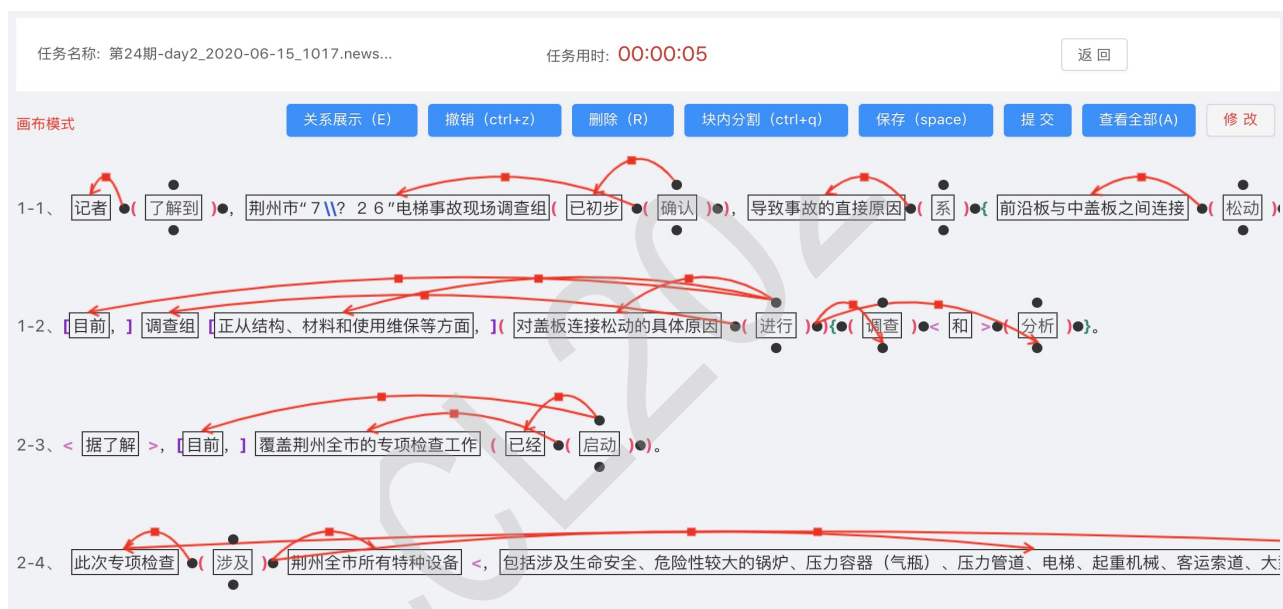 任务名称: 第24期-day2_2020-06-15_1017.news... 任务用时: 00:00:05 返 回
画布模式 关系展示（E） 撤销（ctrl+z） 删除（R） 块内分割（ctrl+q） 保存（space） 提 交 查看全部(A) 修 改
1-1、 记者 ( 了解到 ) , 荆州市“７\\? ２６”电梯事故现场调查组 ( 已初步 ( 确认 ) ) , 导致事故的直接原因 ( 系 ) { 前沿板与中盖板之间连接 ( 松动 )
1-2、 [ 目前 , ] 调查组 [ 正从结构、材料和使用维保等方面 , ] ( 对盖板连接松动的具体原因 ( 进行 ) ) { ( 调查 ) < 和 > ( 分析 ) } 。
2-3、 < 据了解 > , [ 目前 , ] 覆盖荆州全市的专项检查工作 ( 已经 ( 启动 ) ) 。
2-4、 此次专项检查 ( 涉及 ) 荆州全市所有特种设备 < , 包括涉及生命安全、危险性较大的锅炉、压力容器（气瓶）、压力管道、电梯、起重机械、客运索道、